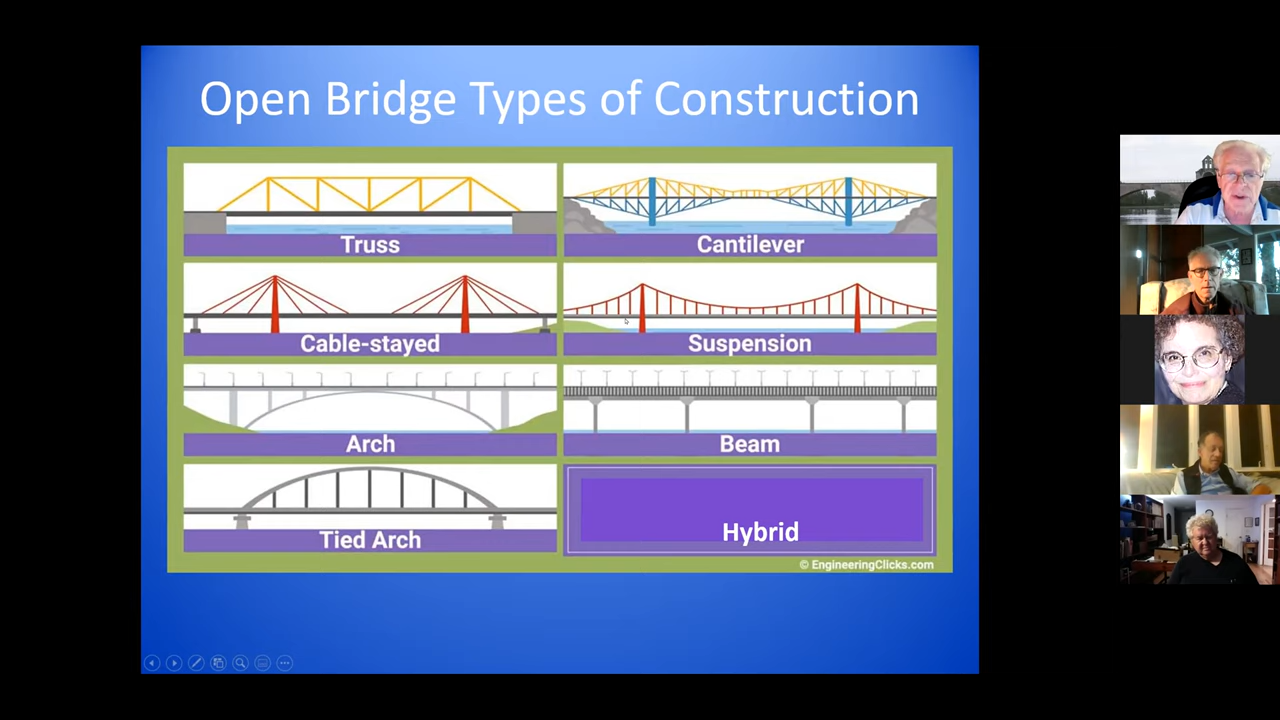 Open Bridge Types of Construction
Truss
Cantilever
Cable-stayed
Suspension
Arch
Beam
Tied Arch
Hybrid
© EngineeringClicks.com